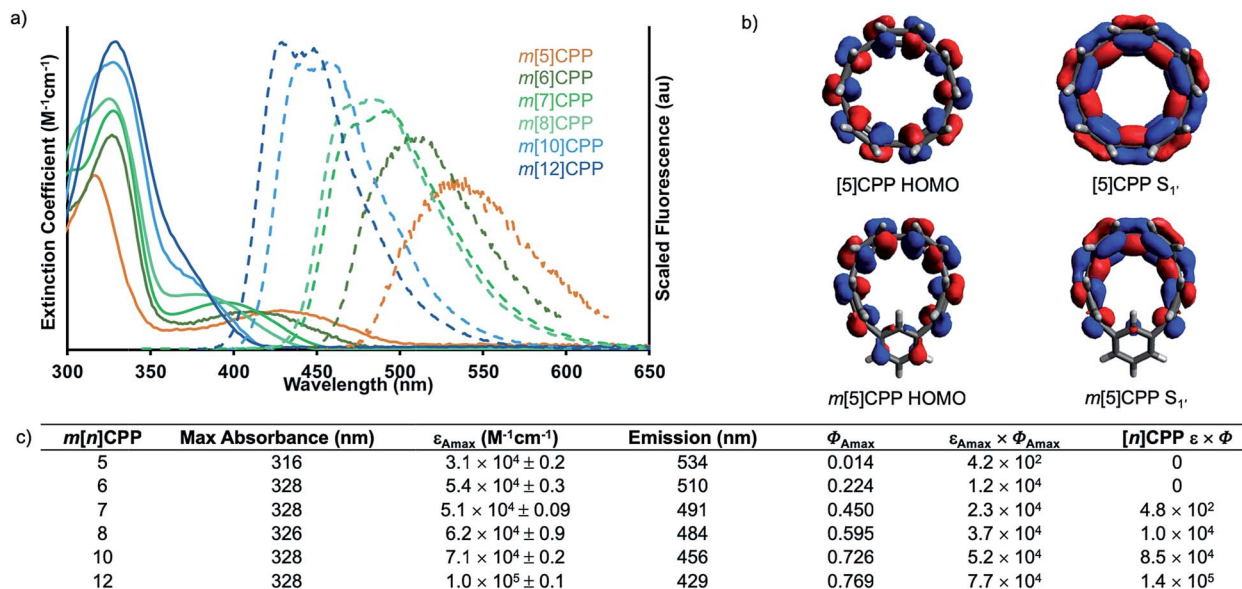 a)
Extinction Coefficient (M⁻¹cm⁻¹)
m[5]CPP
m[6]CPP
m[7]CPP
m[8]CPP
m[10]CPP
m[12]CPP
Scaled Fluorescence (au)
300 350 400 450 500 550 600 650
Wavelength (nm)
b)
[5]CPP HOMO [5]CPP S₁'
m[5]CPP HOMO m[5]CPP S₁'
c) m[n]CPP Max Absorbance (nm) ε_Amax (M⁻¹cm⁻¹) Emission (nm) Φ_Amax ε_Amax × Φ_Amax [n]CPP ε × Φ
5 316 3.1 × 10⁴ ± 0.2 534 0.014 4.2 × 10² 0
6 328 5.4 × 10⁴ ± 0.3 510 0.224 1.2 × 10⁴ 0
7 328 5.1 × 10⁴ ± 0.09 491 0.450 2.3 × 10⁴ 4.8 × 10²
8 326 6.2 × 10⁴ ± 0.9 484 0.595 3.7 × 10⁴ 1.0 × 10⁴
10 328 7.1 × 10⁴ ± 0.2 456 0.726 5.2 × 10⁴ 8.5 × 10⁴
12 328 1.0 × 10⁵ ± 0.1 429 0.769 7.7 × 10⁴ 1.4 × 10⁵